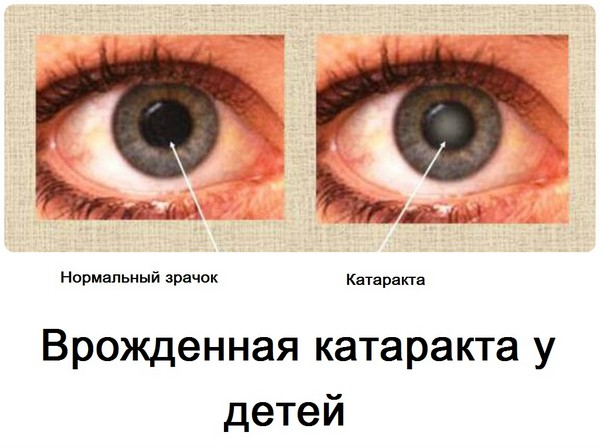 Нормальный зрачок
Катаракта
Врожденная катаракта у
детей